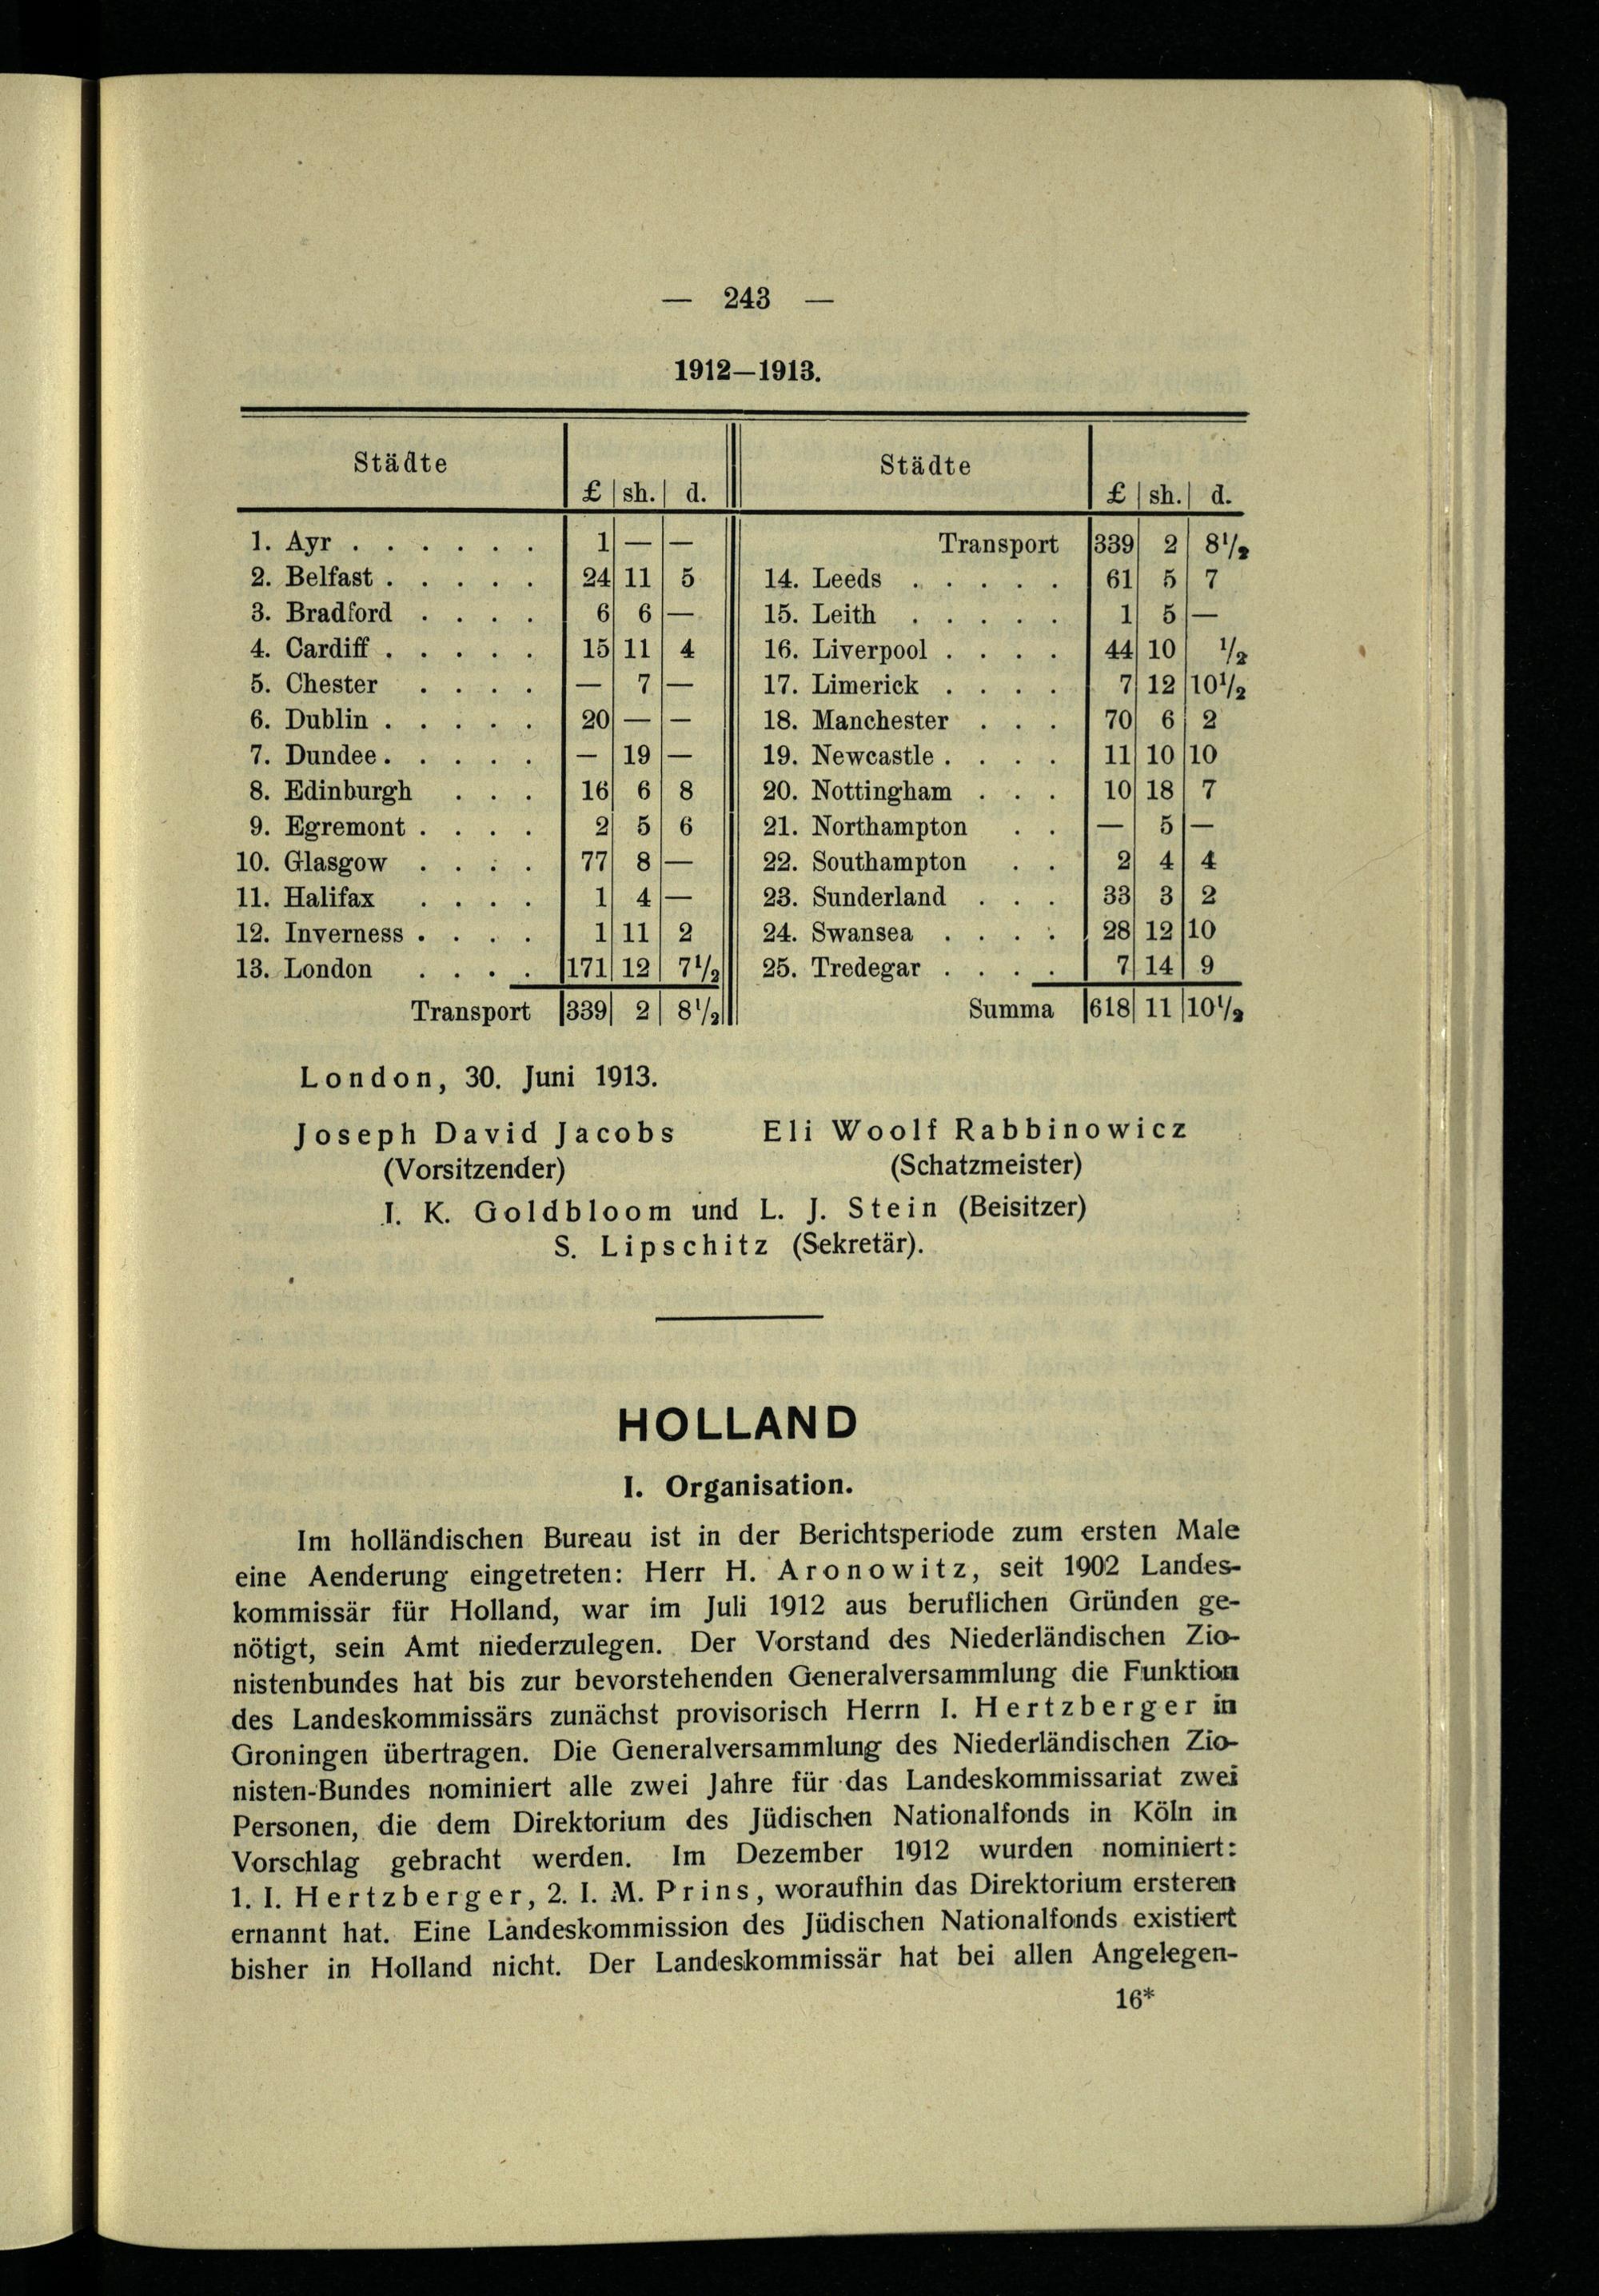 — 243 —
1912—1913.
Städte £ sh. d. Städte £ sh. d.
1. Ayr . . . . . . 1 — — Transport 339 2 8½
2. Belfast . . . . . 24 11 5 14. Leeds . . . . . 61 5 7
3. Bradford . . . . 6 6 — 15. Leith . . . . . 1 5 —
4. Cardiff . . . . . 15 11 4 16. Liverpool . . . . 44 10 ½
5. Chester . . . . — 7 — 17. Limerick . . . . 7 12 10½
6. Dublin . . . . . 20 — — 18. Manchester . . . 70 6 2
7. Dundee . . . . . — 19 — 19. Newcastle . . . . 11 10 10
8. Edinburgh . . . 16 6 8 20. Nottingham . . . 10 18 7
9. Egremont . . . . 2 5 6 21. Northampton . . — 5 —
10. Glasgow . . . . 77 8 — 22. Southampton . . 2 4 4
11. Halifax . . . . 1 4 — 23. Sunderland . . . 33 3 2
12. Inverness . . . . 1 11 2 24. Swansea . . . . 28 12 10
13. London . . . . 171 12 7½ 25. Tredegar . . . . 7 14 9
Transport 339 2 8½ Summa 618 11 10½
London, 30. Juni 1913.
Joseph David Jacobs Eli Woolf Rabbinowicz
(Vorsitzender) (Schatzmeister)
I. K. Goldbloom und L. J. Stein (Beisitzer)
S. Lipschitz (Sekretär).
HOLLAND
I. Organisation.
Im holländischen Bureau ist in der Berichtsperiode zum ersten Male
eine Aenderung eingetreten: Herr H. Aronowitz, seit 1902 Landes-
kommissär für Holland, war im Juli 1912 aus beruflichen Gründen ge-
nötigt, sein Amt niederzulegen. Der Vorstand des Niederländischen Zio-
nistenbundes hat bis zur bevorstehenden Generalversammlung die Funktion
des Landeskommissärs zunächst provisorisch Herrn I. Hertzberger in
Groningen übertragen. Die Generalversammlung des Niederländischen Zio-
nisten-Bundes nominiert alle zwei Jahre für das Landeskommissariat zwei
Personen, die dem Direktorium des Jüdischen Nationalfonds in Köln in
Vorschlag gebracht werden. Im Dezember 1912 wurden nominiert:
1. I. Hertzberger, 2. I. M. Prins, woraufhin das Direktorium ersteren
ernannt hat. Eine Landeskommission des Jüdischen Nationalfonds existiert
bisher in Holland nicht. Der Landeskommissär hat bei allen Angelegen-
16*